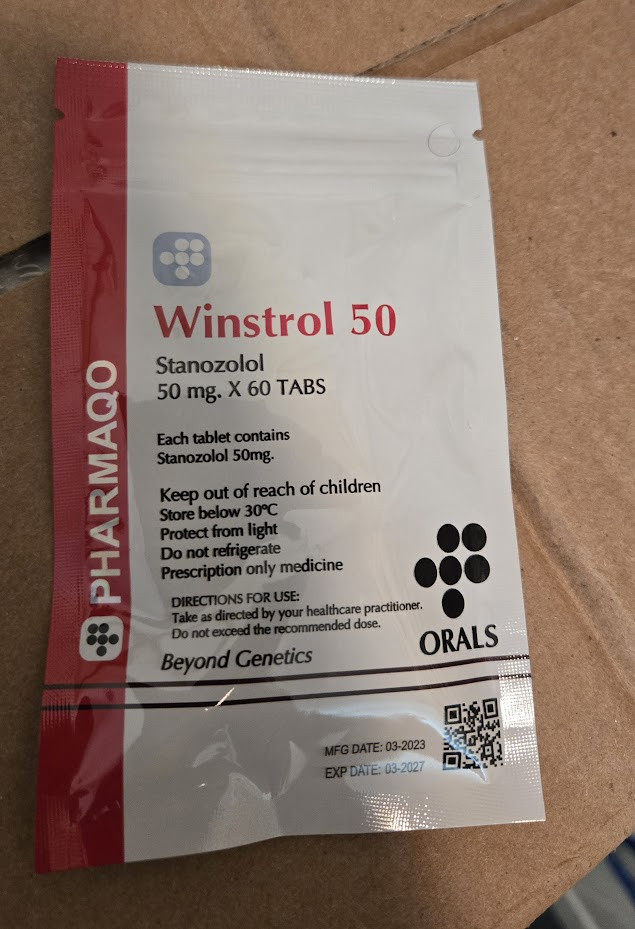 Winstrol 50
Stanozolol
50 mg. X 60 TABS
Each tablet contains
Stanozolol 50mg.
Keep out of reach of children
Store below 30ºC
Protect from light
Do not refrigerate
Prescription only medicine
DIRECTIONS FOR USE:
Take as directed by your healthcare practitioner.
Do not exceed the recommended dose.
Beyond Genetics
ORALS
PHARMAQO
MFG DATE: 03-2023
EXP DATE: 03-2027